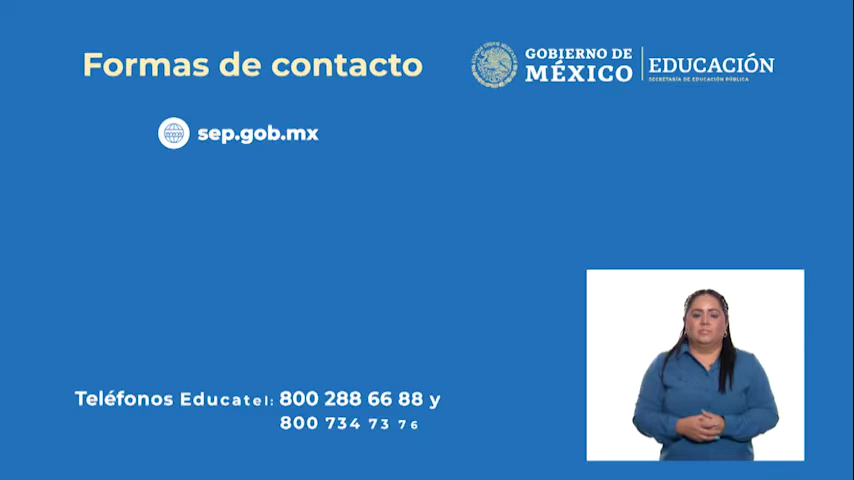 Formas de contacto
GOBIERNO DE
MÉXICO
EDUCACIÓN
SECRETARÍA DE EDUCACIÓN PÚBLICA
sep.gob.mx
Teléfonos Educatel: 800 288 66 88 y
800 734 73 76